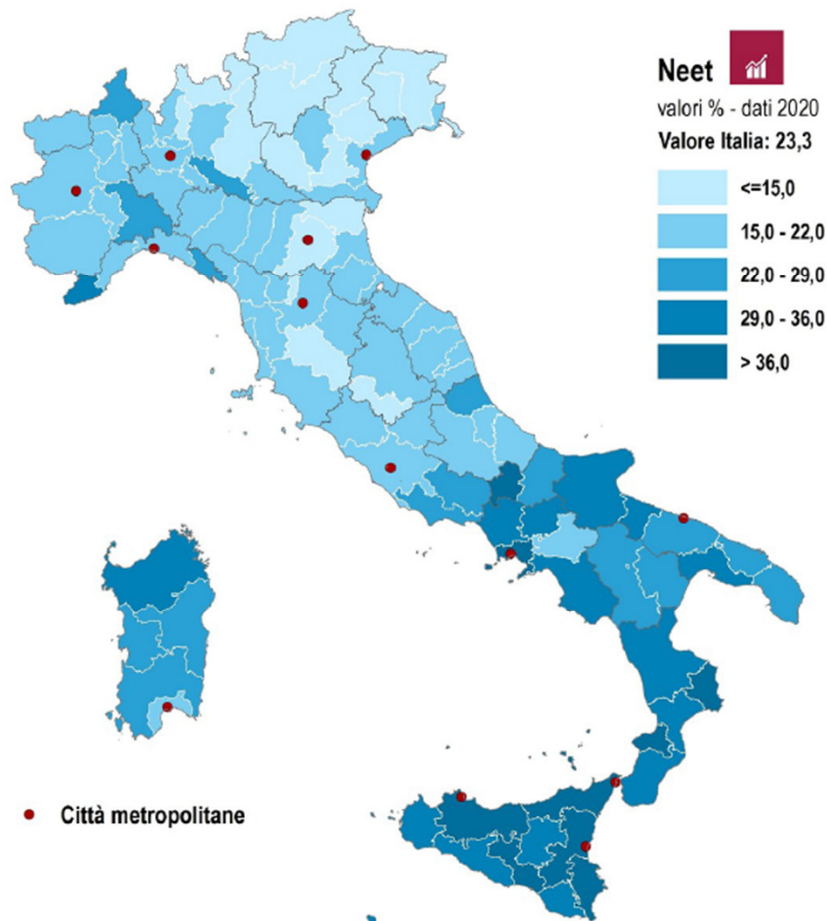 Neet
valori % - dati 2020
Valore Italia: 23,3
<=15,0
15,0 - 22,0
22,0 - 29,0
29,0 - 36,0
> 36,0
Città metropolitane